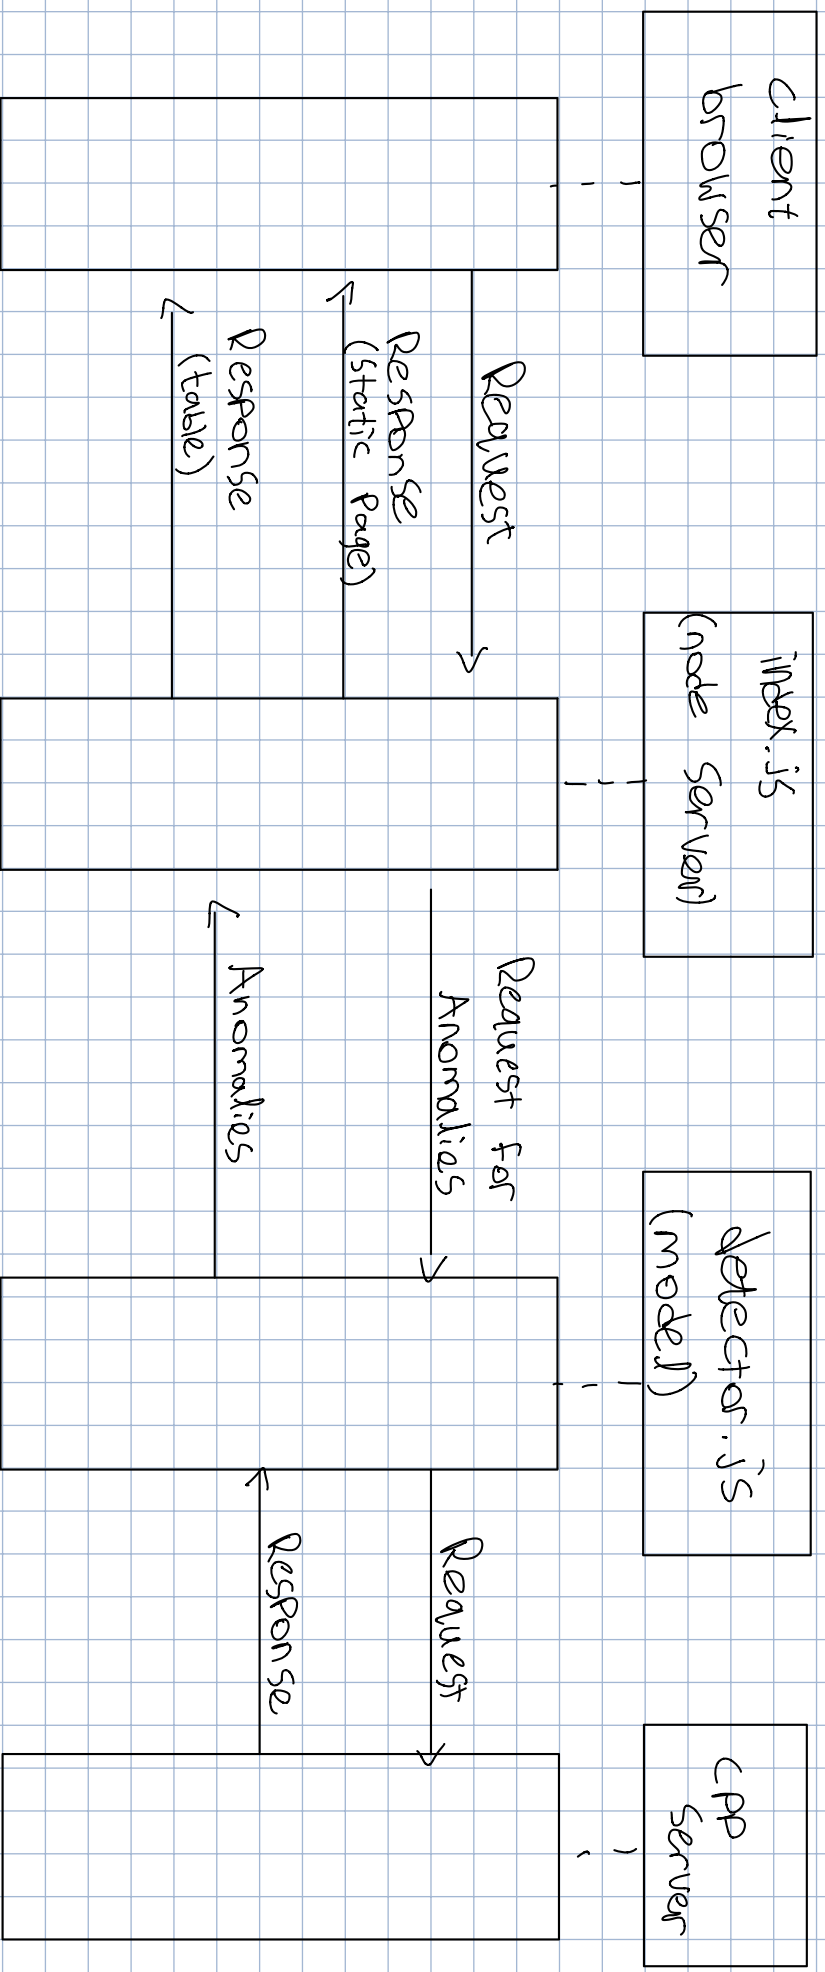 Client
browser
index.js
(node server)
detector.js
(model)
CPP
server
Request
Response
(static page)
Response
(table)
Request for
Anomalies
Anomalies
Request
Response